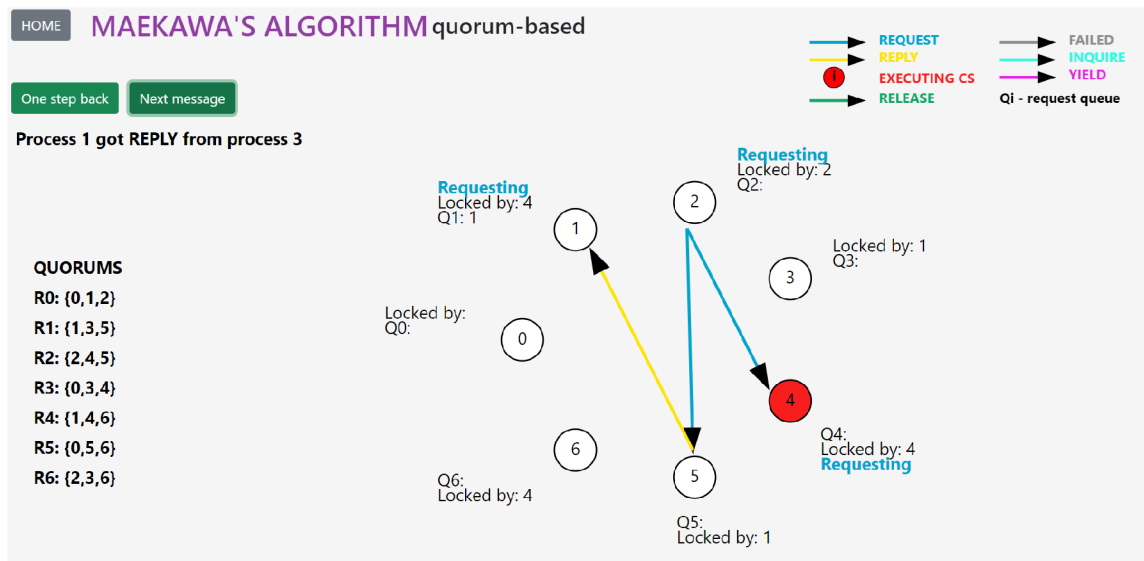 HOME
MAEKAWA'S ALGORITHM quorum-based
REQUEST
REPLY
i
EXECUTING CS
RELEASE
FAILED
INQUIRE
YIELD
Qi - request queue
One step back
Next message
Process 1 got REPLY from process 3
Requesting
Locked by: 4
Q1: 1
1
Requesting
Locked by: 2
Q2:
2
Locked by: 1
Q3:
3
QUORUMS
R0: {0,1,2}
R1: {1,3,5}
R2: {2,4,5}
R3: {0,3,4}
R4: {1,4,6}
R5: {0,5,6}
R6: {2,3,6}
Locked by:
Q0:
0
4
Q4:
Locked by: 4
Requesting
6
Q6:
Locked by: 4
5
Q5:
Locked by: 1